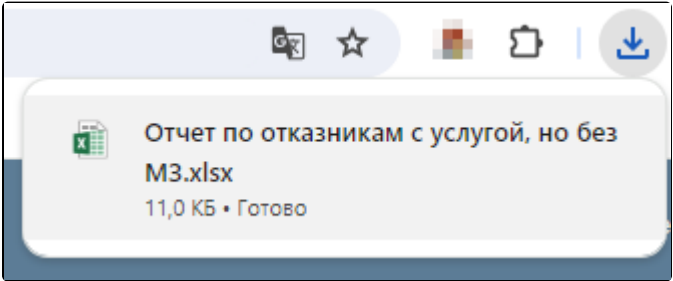 Отчет по отказникам с услугой, но без
МЗ.xlsx
11,0 КБ • Готово